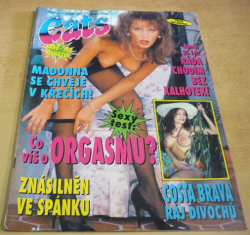 Cats
MADONNA
SE CHVĚJE
V KŘEČÍCH!
RÁDA
CHODÍM
BEZ
KALHOTEK!
Sexy
test:
Co
víš o ORGASMU?
ZNÁSILNĚN
VE SPÁNKU
COSTA BRAVA
RÁJ DIVOCHŮ